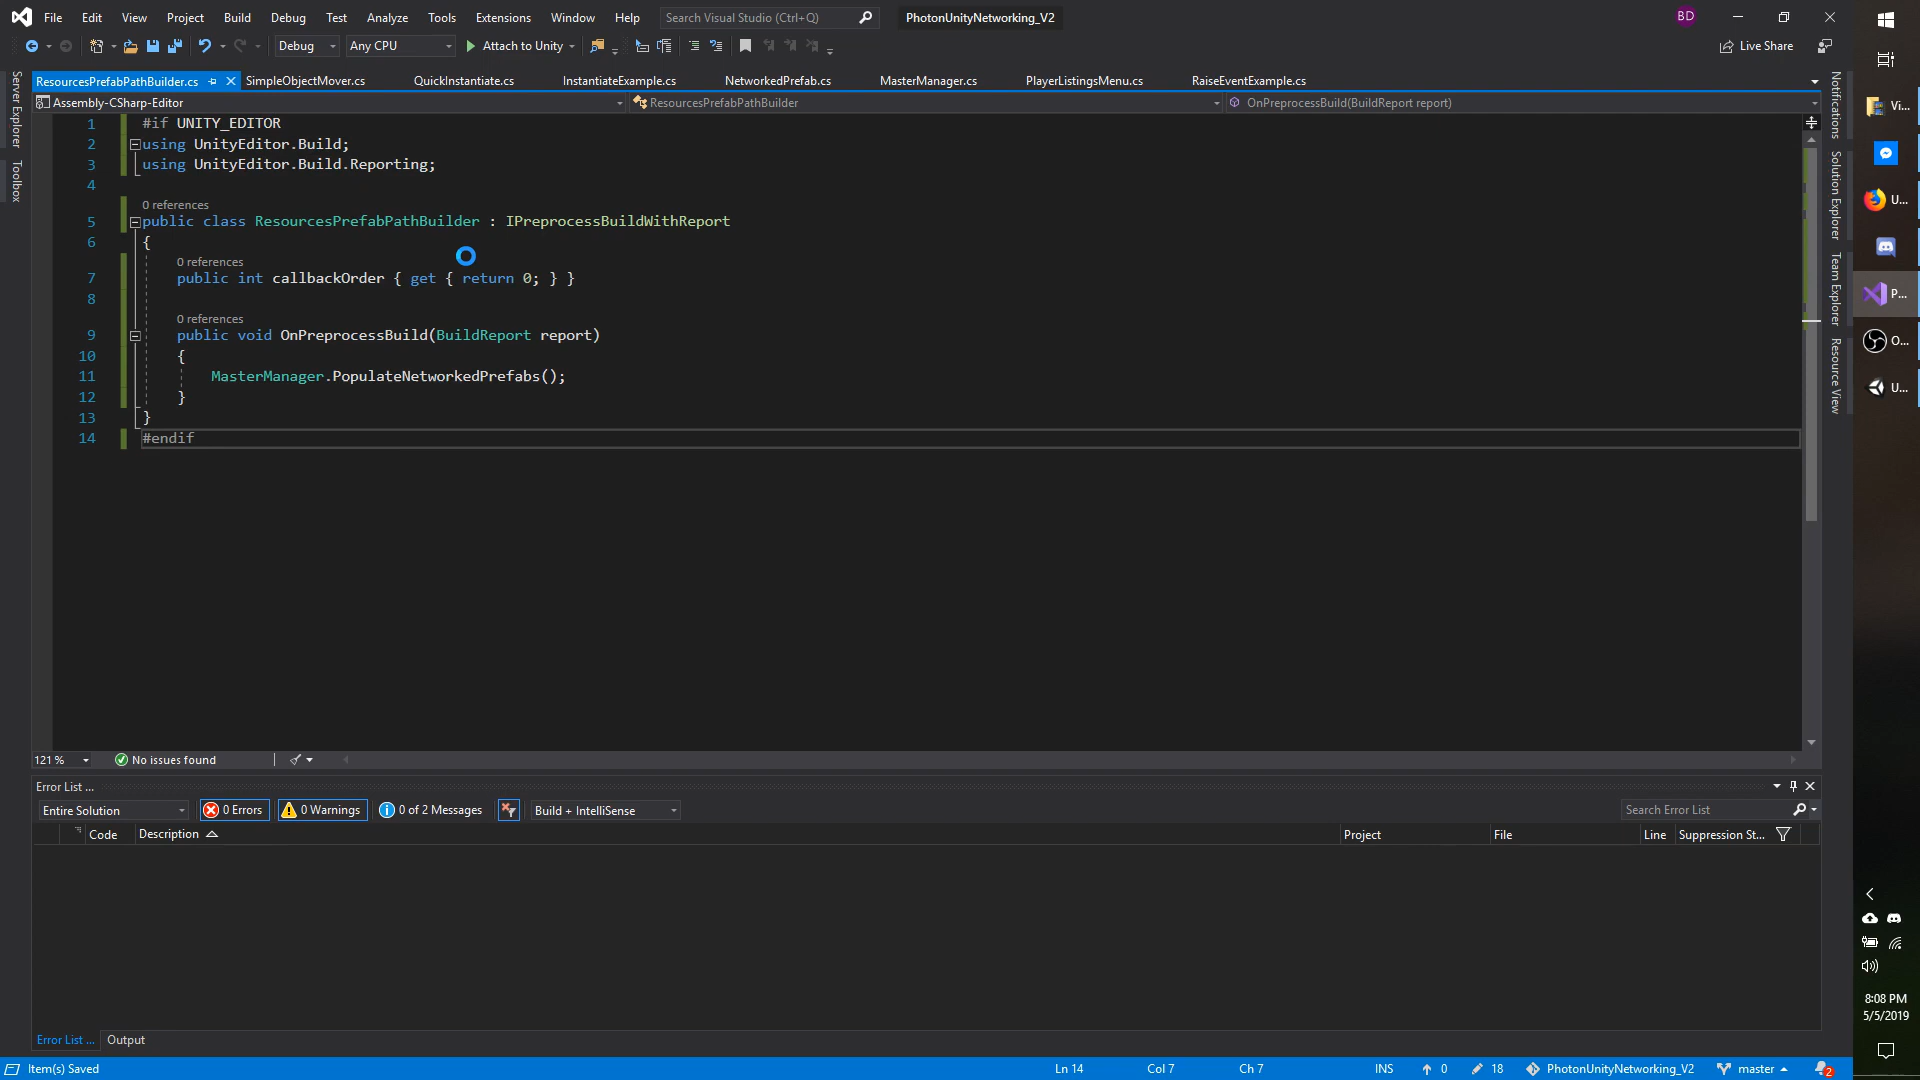 File Edit View Project Build Debug Test Analyze Tools Extensions Window Help Search Visual Studio (Ctrl+Q) PhotonUnityNetworking_V2 BD
Debug Any CPU Attach to Unity Live Share
ResourcesPrefabPathBuilder.cs SimpleObjectMover.cs QuickInstantiate.cs InstantiateExample.cs NetworkedPrefab.cs MasterManager.cs PlayerListingsMenu.cs RaiseEventExample.cs
Assembly-CSharp-Editor ResourcesPrefabPathBuilder OnPreprocessBuild(BuildReport report)
1 #if UNITY_EDITOR
2 using UnityEditor.Build;
3 using UnityEditor.Build.Reporting;
4
0 references
5 public class ResourcesPrefabPathBuilder : IPreprocessBuildWithReport
6 {
0 references
7 public int callbackOrder { get { return 0; } }
8
0 references
9 public void OnPreprocessBuild(BuildReport report)
10 {
11 MasterManager.PopulateNetworkedPrefabs();
12 }
13 }
14 #endif
121 % No issues found
Error List ...
Entire Solution 0 Errors 0 Warnings 0 of 2 Messages Build + IntelliSense Search Error List
Code Description Project File Line Suppression St...
Error List ... Output
Item(s) Saved Ln 14 Col 7 Ch 7 INS 0 18 PhotonUnityNetworking_V2 master 2
Server Explorer
Toolbox
Notifications
Solution Explorer
Team Explorer
Resource View
Vi...
U...
P...
O...
U...
8:08 PM
5/5/2019